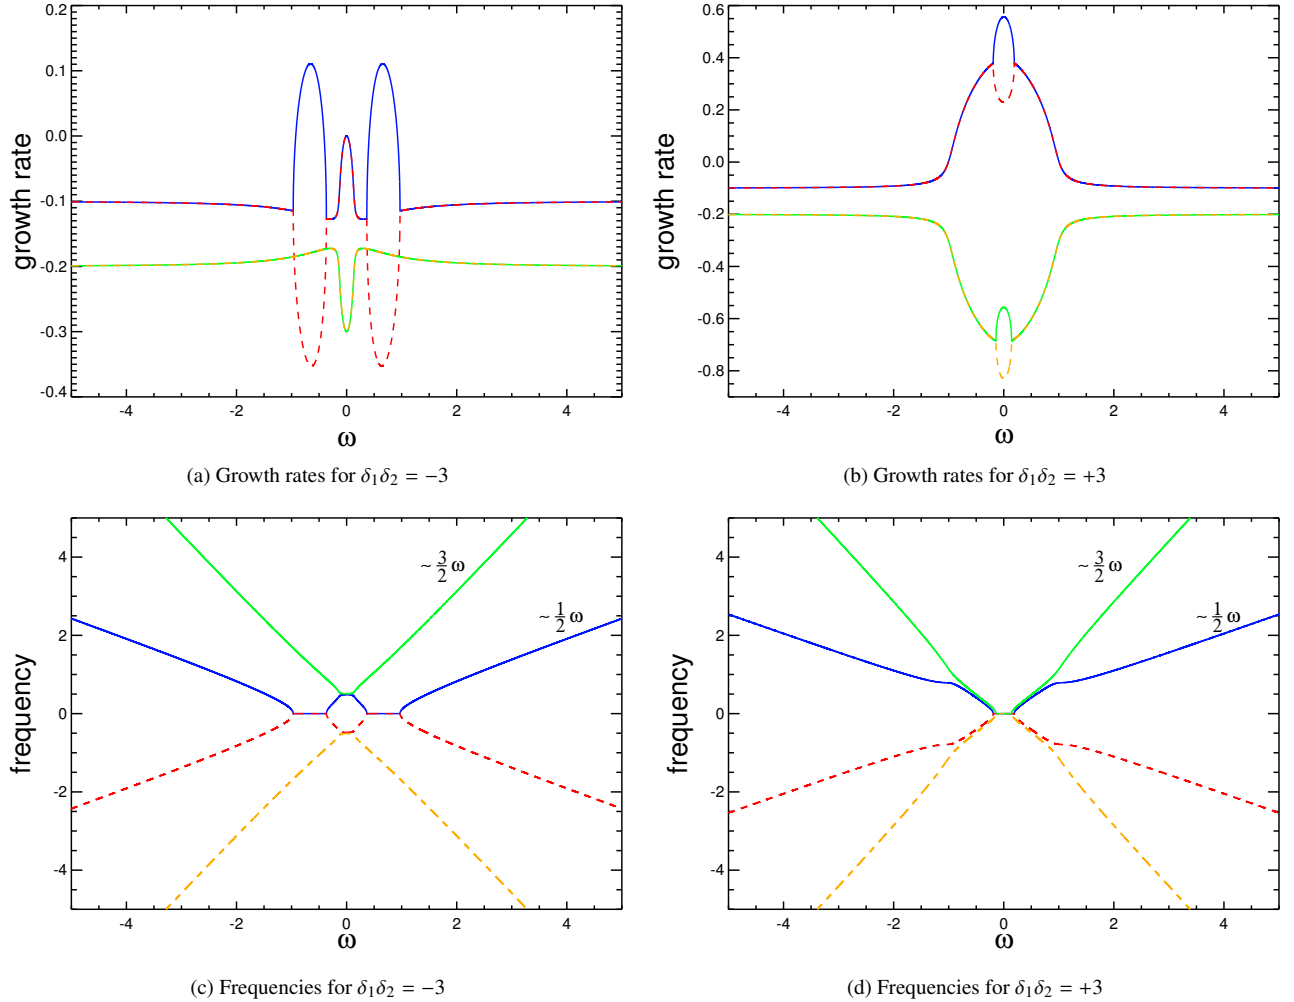 0.2
0.1
0.0
-0.1
-0.2
-0.3
-0.4
growth rate
-4 -2 0 2 4
ω
(a) Growth rates for δ1δ2 = −3
0.6
0.4
0.2
0.0
-0.2
-0.4
-0.6
-0.8
growth rate
-4 -2 0 2 4
ω
(b) Growth rates for δ1δ2 = +3
4
2
0
-2
-4
frequency
~ 3/2 ω
~ 1/2 ω
-4 -2 0 2 4
ω
(c) Frequencies for δ1δ2 = −3
4
2
0
-2
-4
frequency
~ 3/2 ω
~ 1/2 ω
-4 -2 0 2 4
ω
(d) Frequencies for δ1δ2 = +3